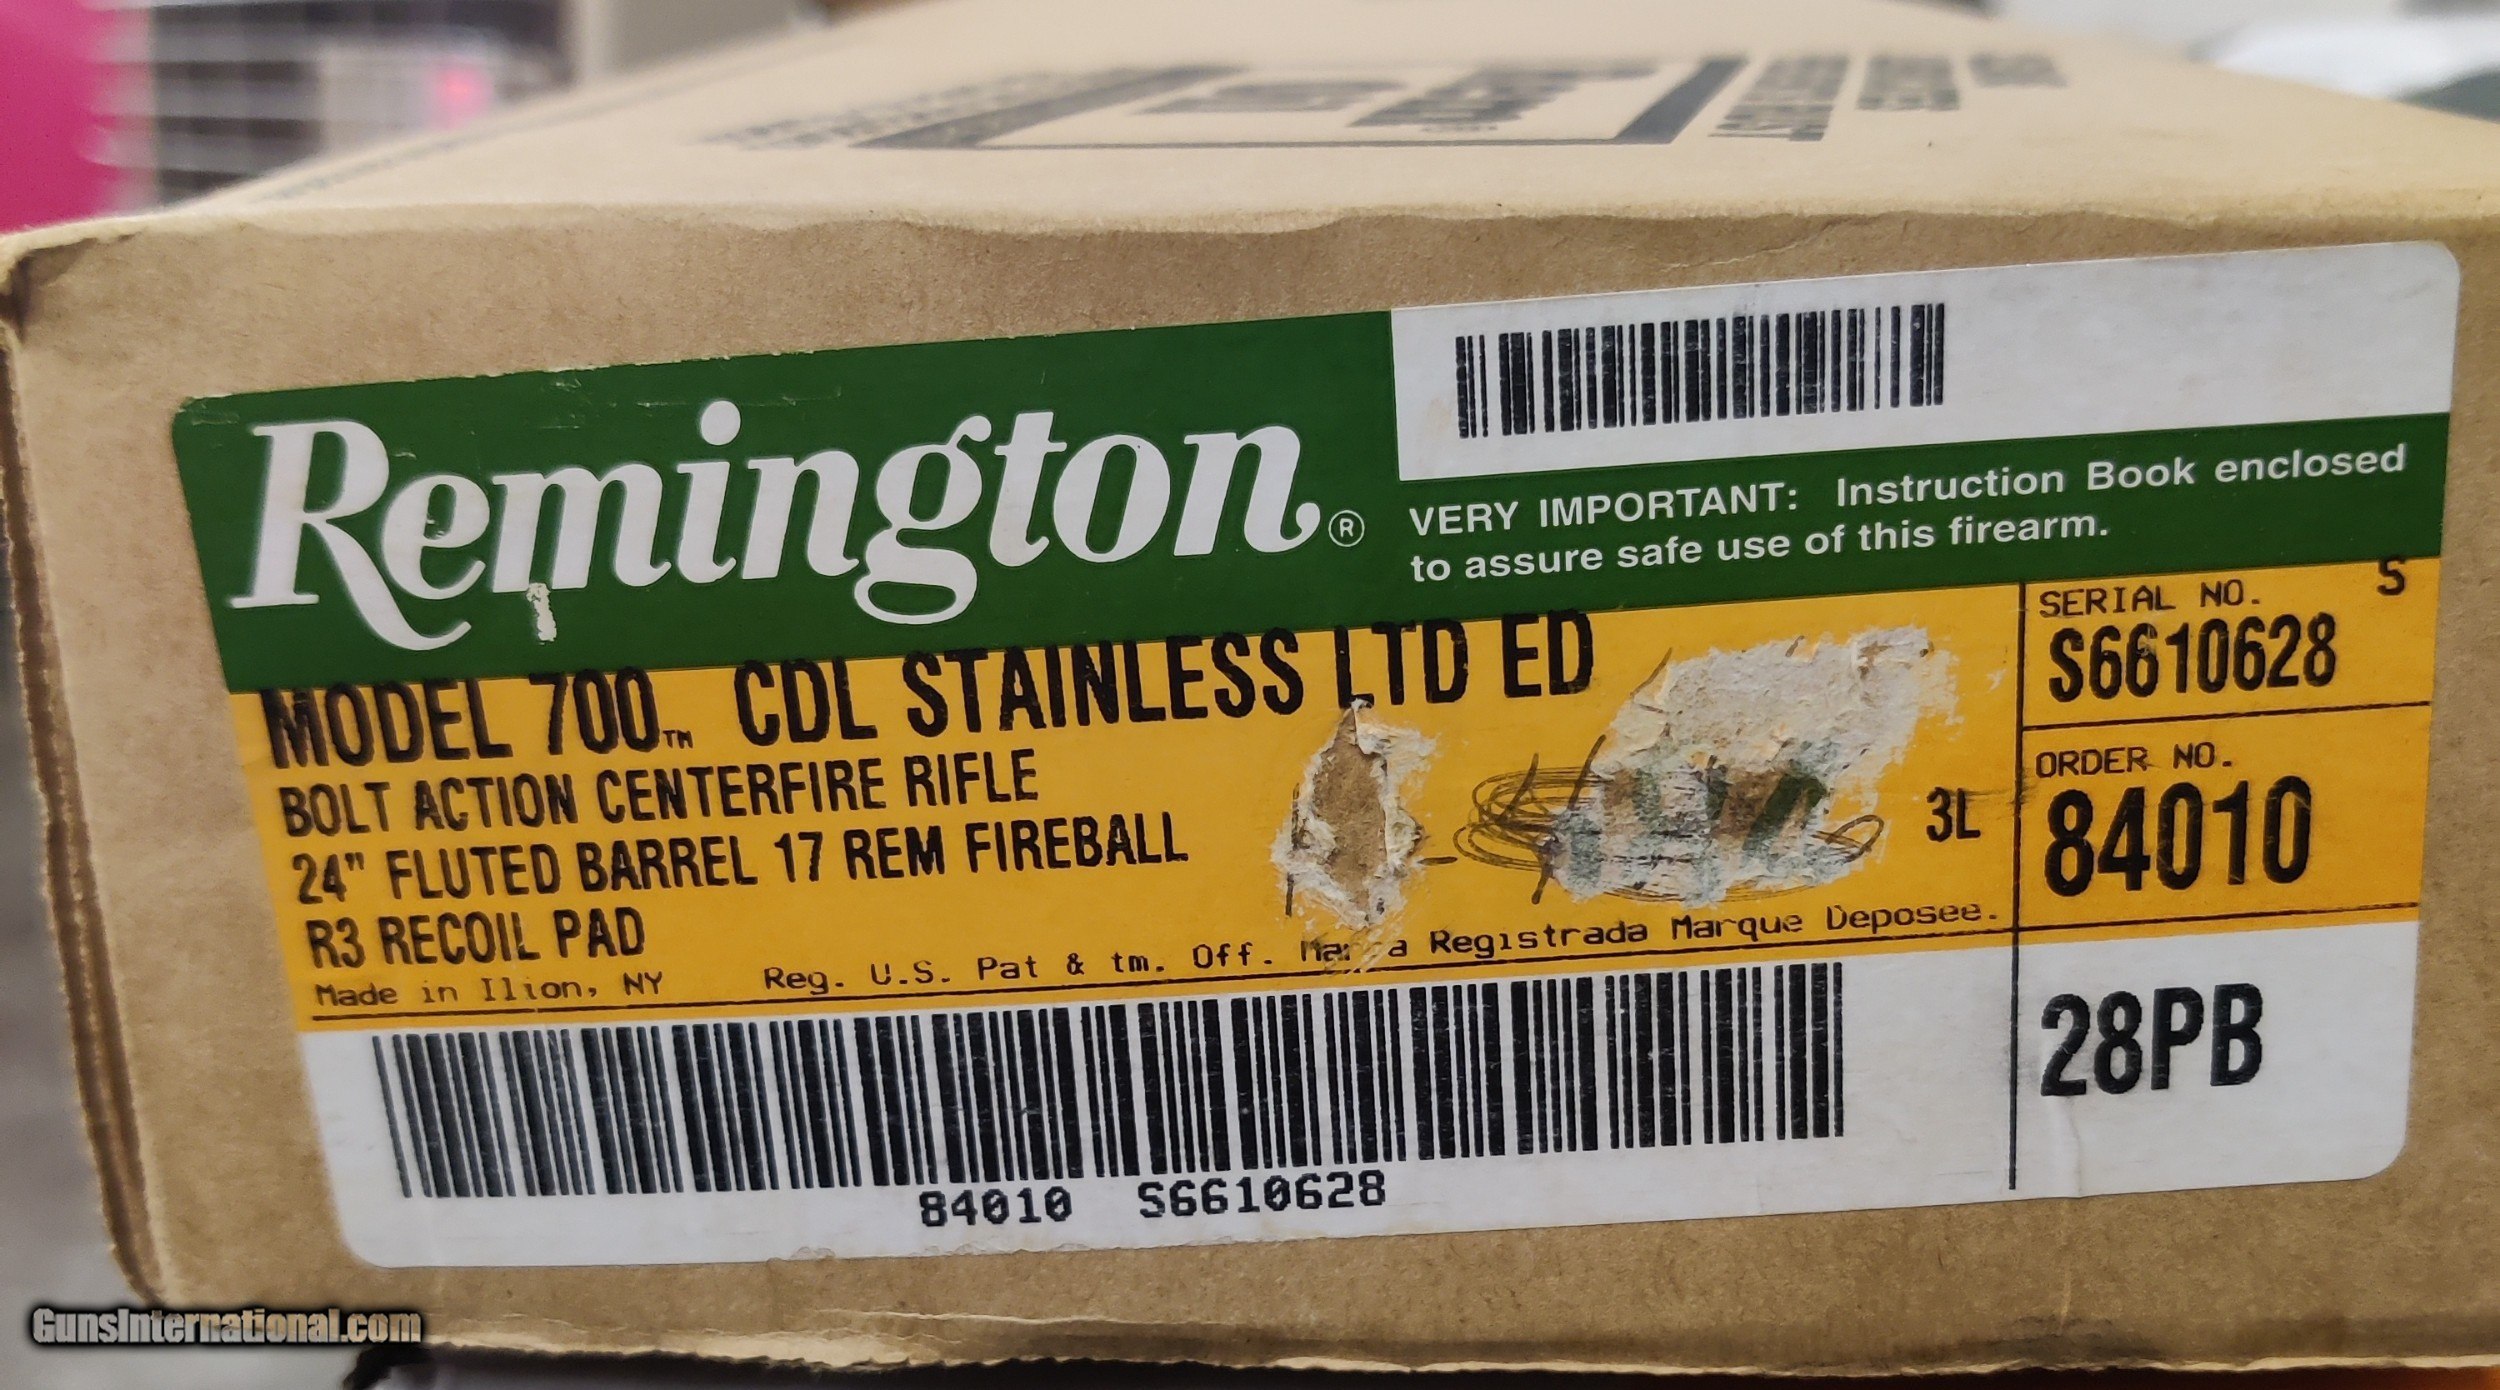 Remington®
VERY IMPORTANT: Instruction Book enclosed
to assure safe use of this firearm.
MODEL 700™ CDL STAINLESS LTD ED
BOLT ACTION CENTERFIRE RIFLE
24" FLUTED BARREL 17 REM FIREBALL
R3 RECOIL PAD
3L
Made in Ilion, NY Reg. U.S. Pat & tm. Off. Registrada Marque Deposee.
SERIAL NO. S
S6610628
ORDER NO.
84010
28PB
84010 S6610628
GunsInternational.com